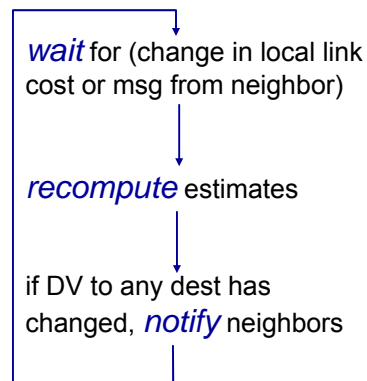 wait for (change in local link
cost or msg from neighbor)
recompute estimates
if DV to any dest has
changed, notify neighbors